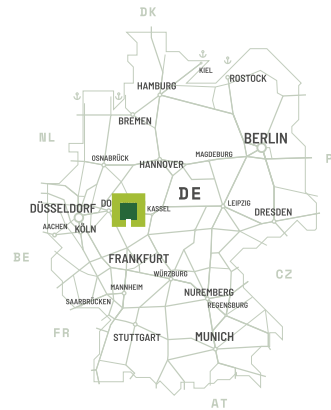 DK
KIEL
ROSTOCK
HAMBURG
BREMEN
NL
BERLIN
OSNABRÜCK
HANNOVER
MAGDEBURG
P
DE
DÜSSELDORF
DO
KASSEL
LEIPZIG
DRESDEN
AACHEN
KÖLN
BE
FRANKFURT
WÜRZBURG
CZ
MANNHEIM
NUREMBERG
SAARBRÜCKEN
REGENSBURG
FR
STUTTGART
MUNICH
AT